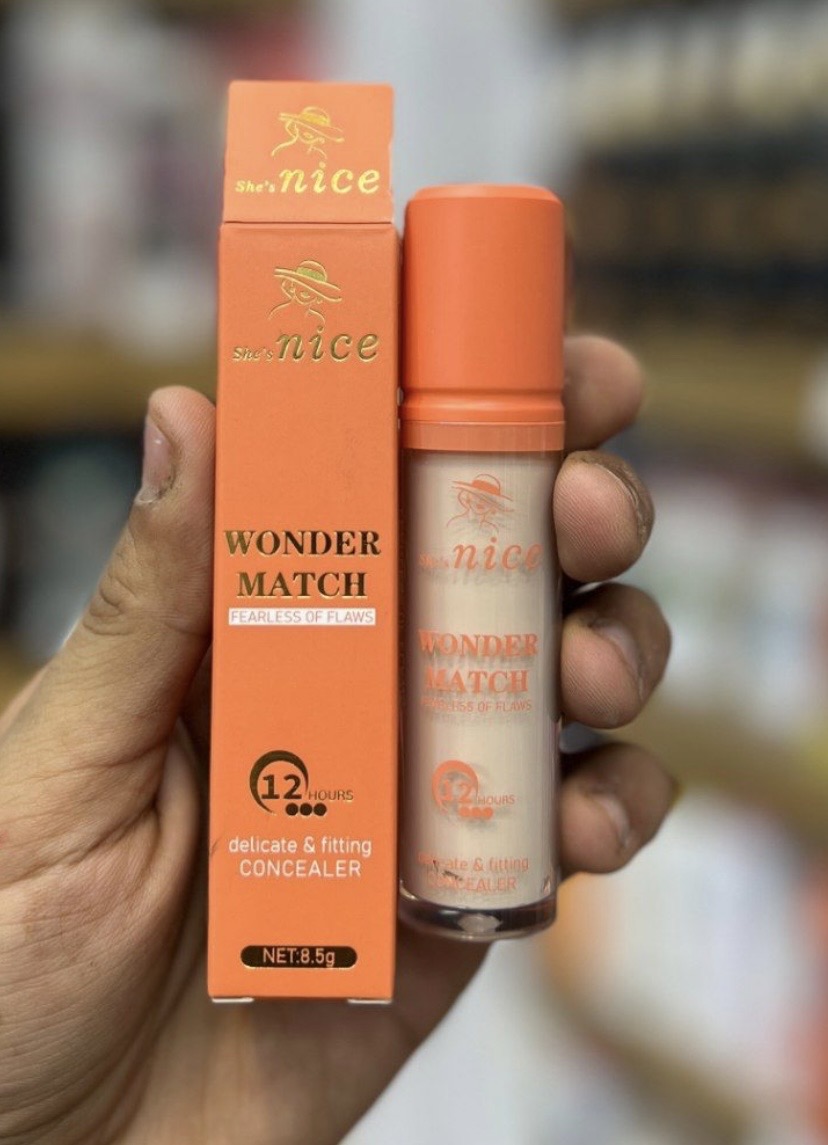 She's nice
She's nice
WONDER
MATCH
FEARLESS OF FLAWS
12 HOURS
delicate & fitting
CONCEALER
NET:8.5g
She's nice
WONDER
MATCH
FEARLESS OF FLAWS
12 HOURS
delicate & fitting
CONCEALER